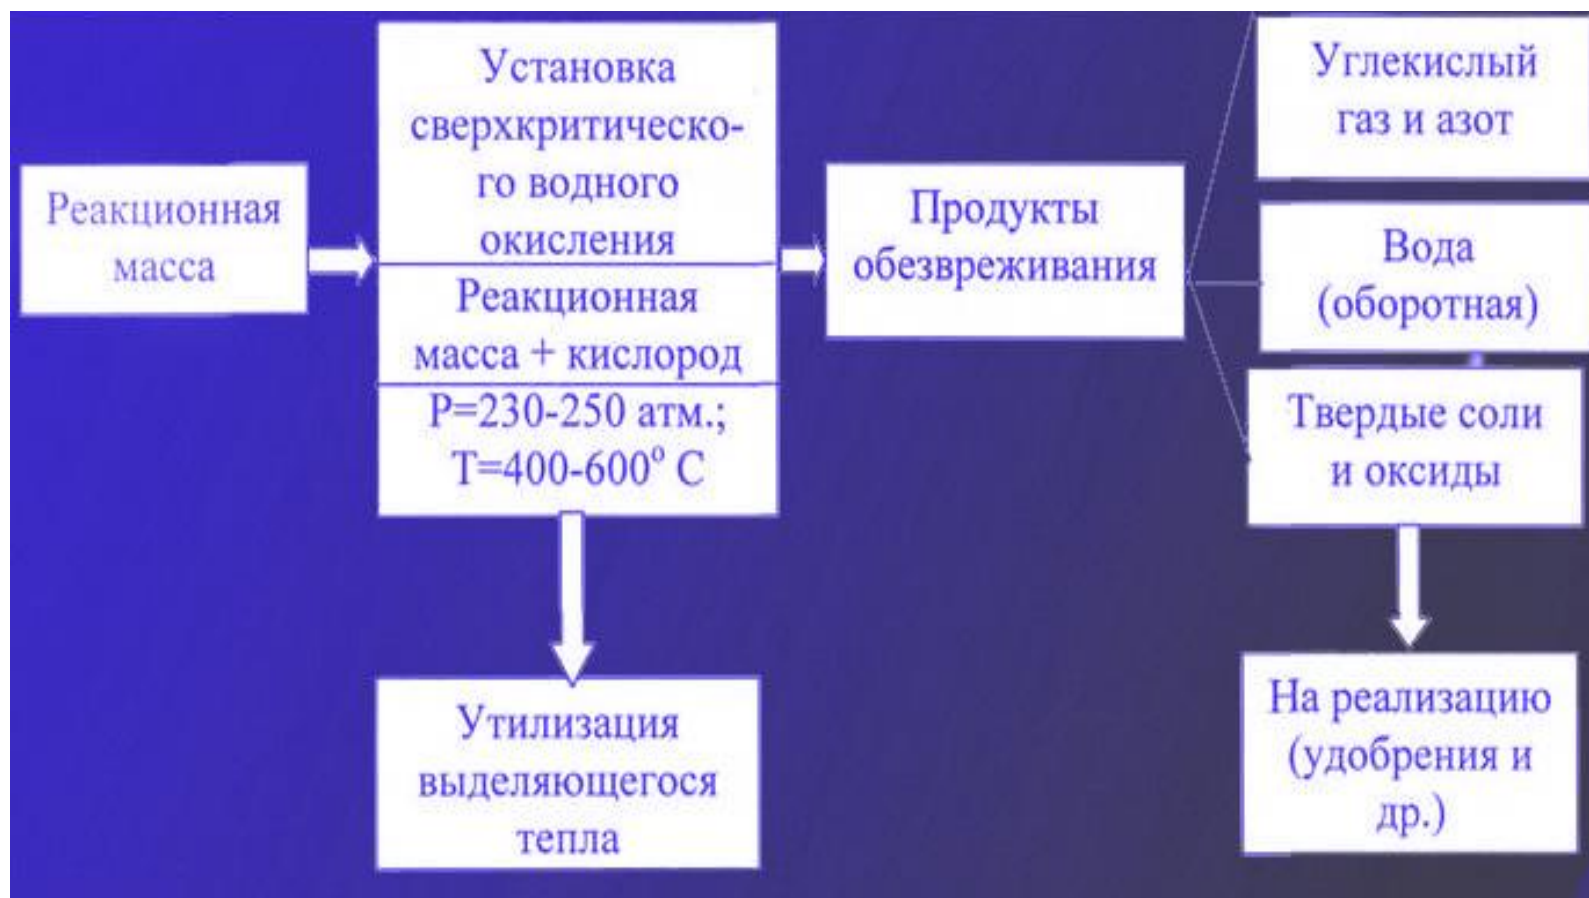 Реакционная
масса
Установка
сверхкритическо-
го водного
окисления
Реакционная
масса + кислород
Р=230-250 атм.;
Т=400-600° С
Утилизация
выделяющегося
тепла
Продукты
обезвреживания
Углекислый
газ и азот
Вода
(оборотная)
Твердые соли
и оксиды
На реализацию
(удобрения и
др.)